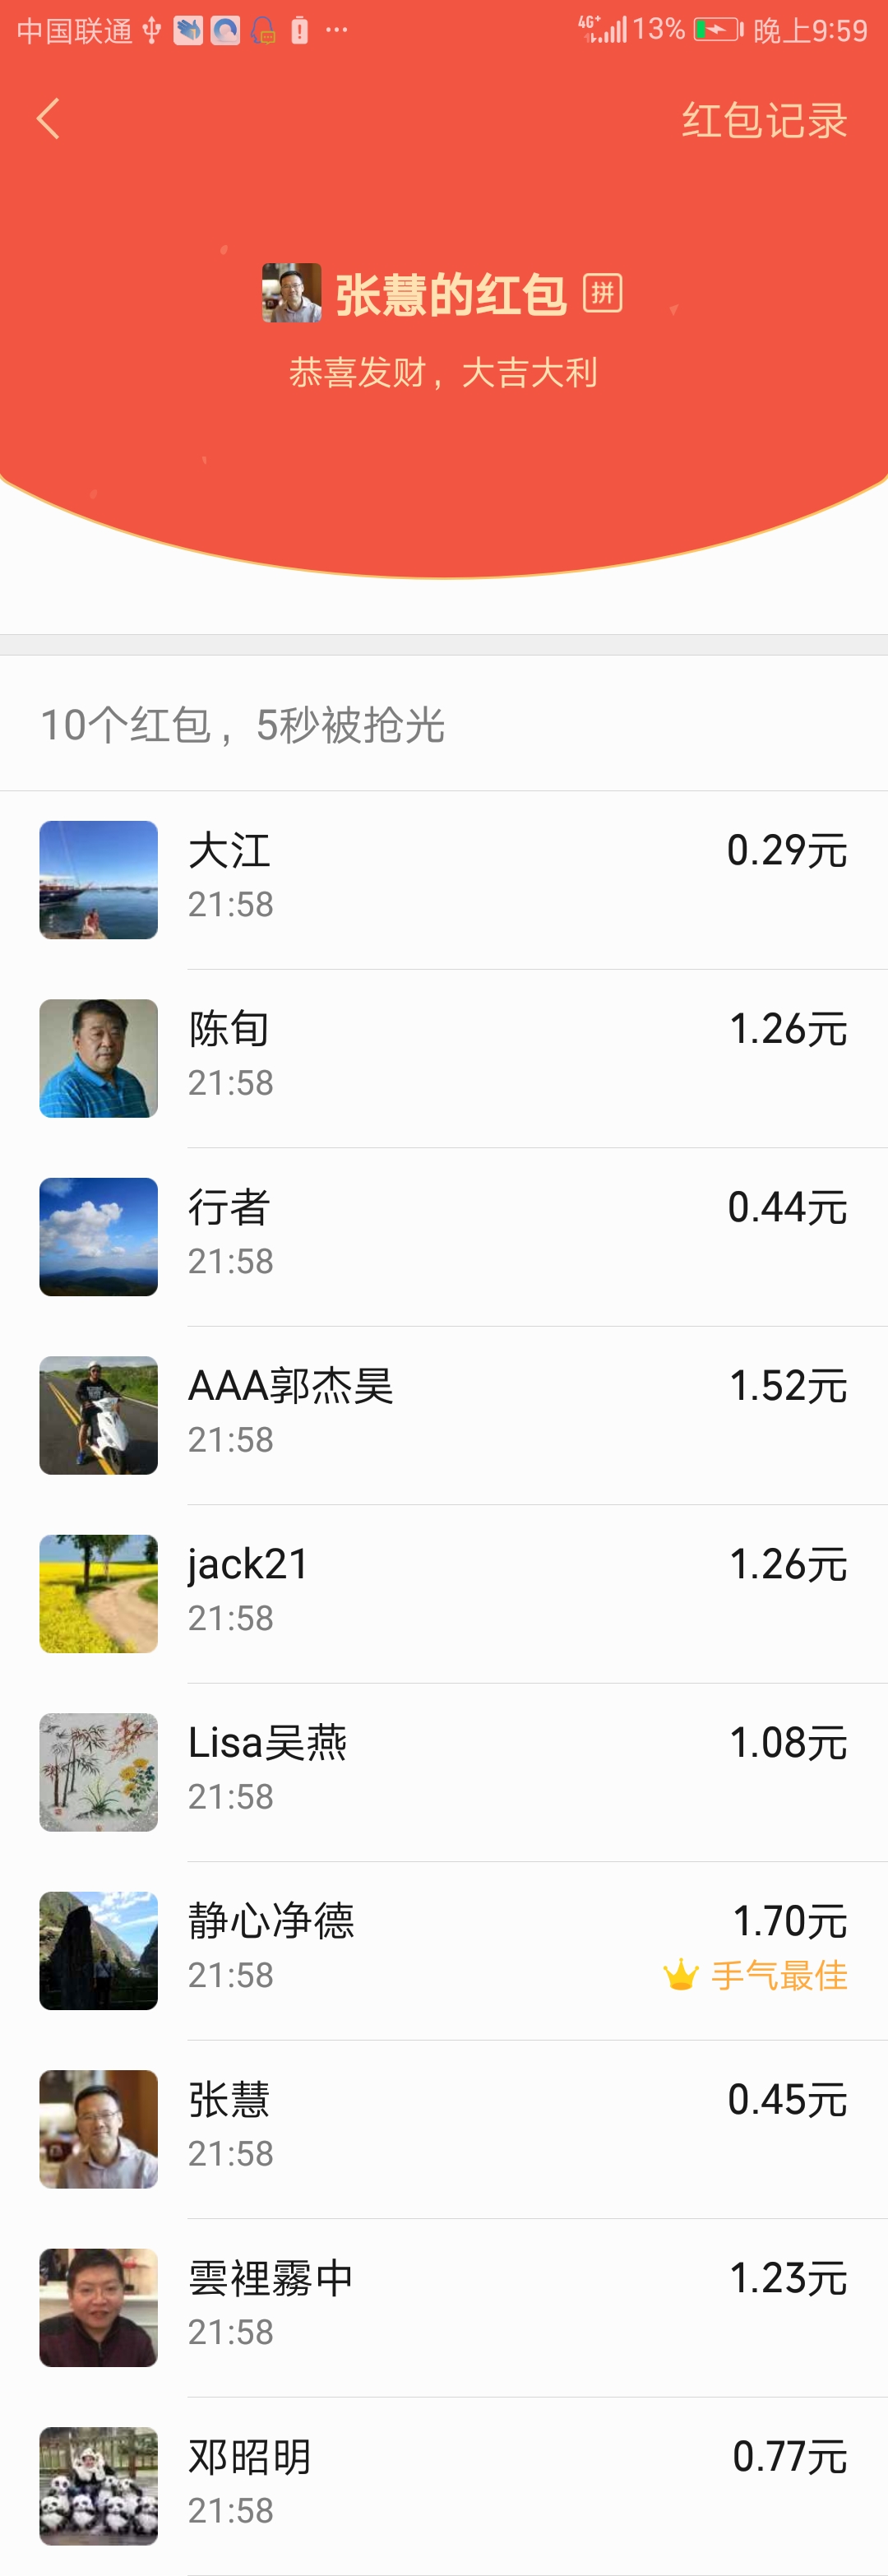 中国联通 4G+ 13% 晚上9:59
红包记录
张慧的红包 拼
恭喜发财，大吉大利
10个红包，5秒被抢光
大江 0.29元
21:58
陈旬 1.26元
21:58
行者 0.44元
21:58
AAA郭杰昊 1.52元
21:58
jack21 1.26元
21:58
Lisa吴燕 1.08元
21:58
静心净德 1.70元
21:58 手气最佳
张慧 0.45元
21:58
雲裡霧中 1.23元
21:58
邓昭明 0.77元
21:58